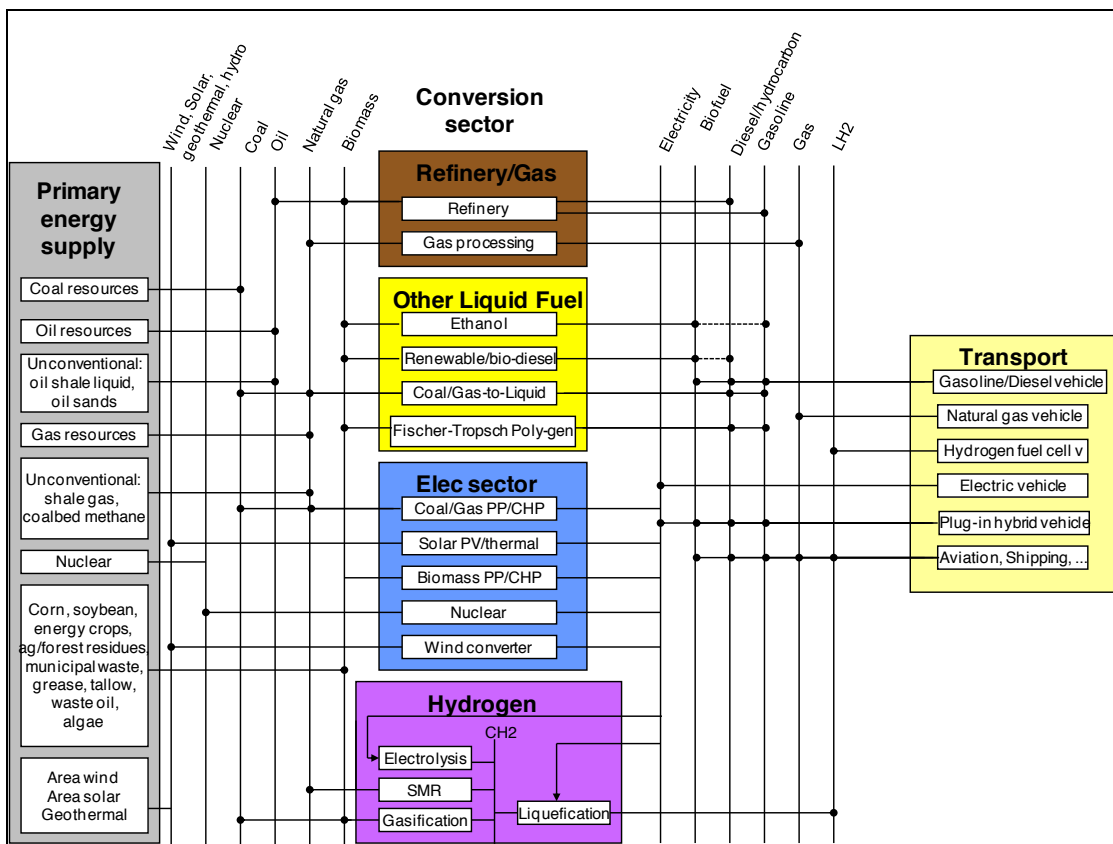 Wind, Solar,
geothermal, hydro
Nuclear
Coal
Oil
Natural gas
Biomass
Conversion
sector
Electricity
Biofuel
Diesel/hydrocarbon
Gasoline
Gas
LH2
Primary
energy
supply
Coal resources
Oil resources
Unconventional:
oil shale liquid,
oil sands
Gas resources
Unconventional:
shale gas,
coalbed methane
Nuclear
Corn, soybean,
energy crops,
ag/forest residues,
municipal waste,
grease, tallow,
waste oil,
algae
Area wind
Area solar
Geothermal
Refinery/Gas
Refinery
Gas processing
Other Liquid Fuel
Ethanol
Renewable/bio-diesel
Coal/Gas-to-Liquid
Fischer-Tropsch Poly-gen
Elec sector
Coal/Gas PP/CHP
Solar PV/thermal
Biomass PP/CHP
Nuclear
Wind converter
Hydrogen
CH2
Electrolysis
SMR
Gasification
Liquefication
Transport
Gasoline/Diesel vehicle
Natural gas vehicle
Hydrogen fuel cell v
Electric vehicle
Plug-in hybrid vehicle
Aviation, Shipping, ...